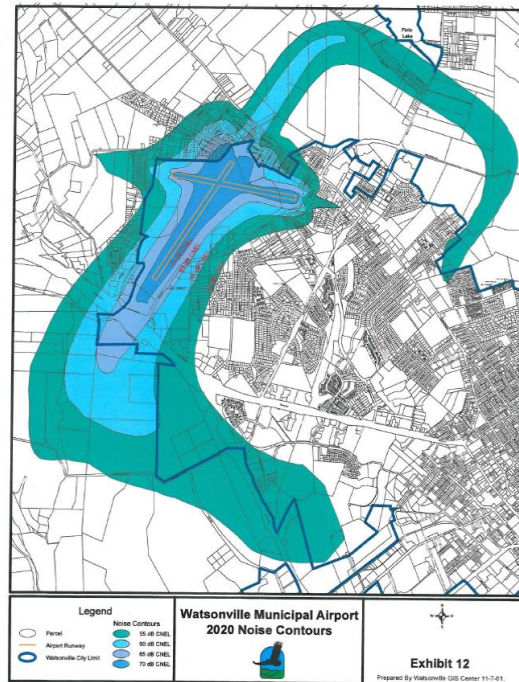 Pinto
Lake
Legend
Noise Contours
Parcel
Airport Runway
Watsonville City Limit
55 dB CNEL
60 dB CNEL
65 dB CNEL
70 dB CNEL
Watsonville Municipal Airport
2020 Noise Contours
Exhibit 12
Prepared By Watsonville GIS Center 11-7-01.